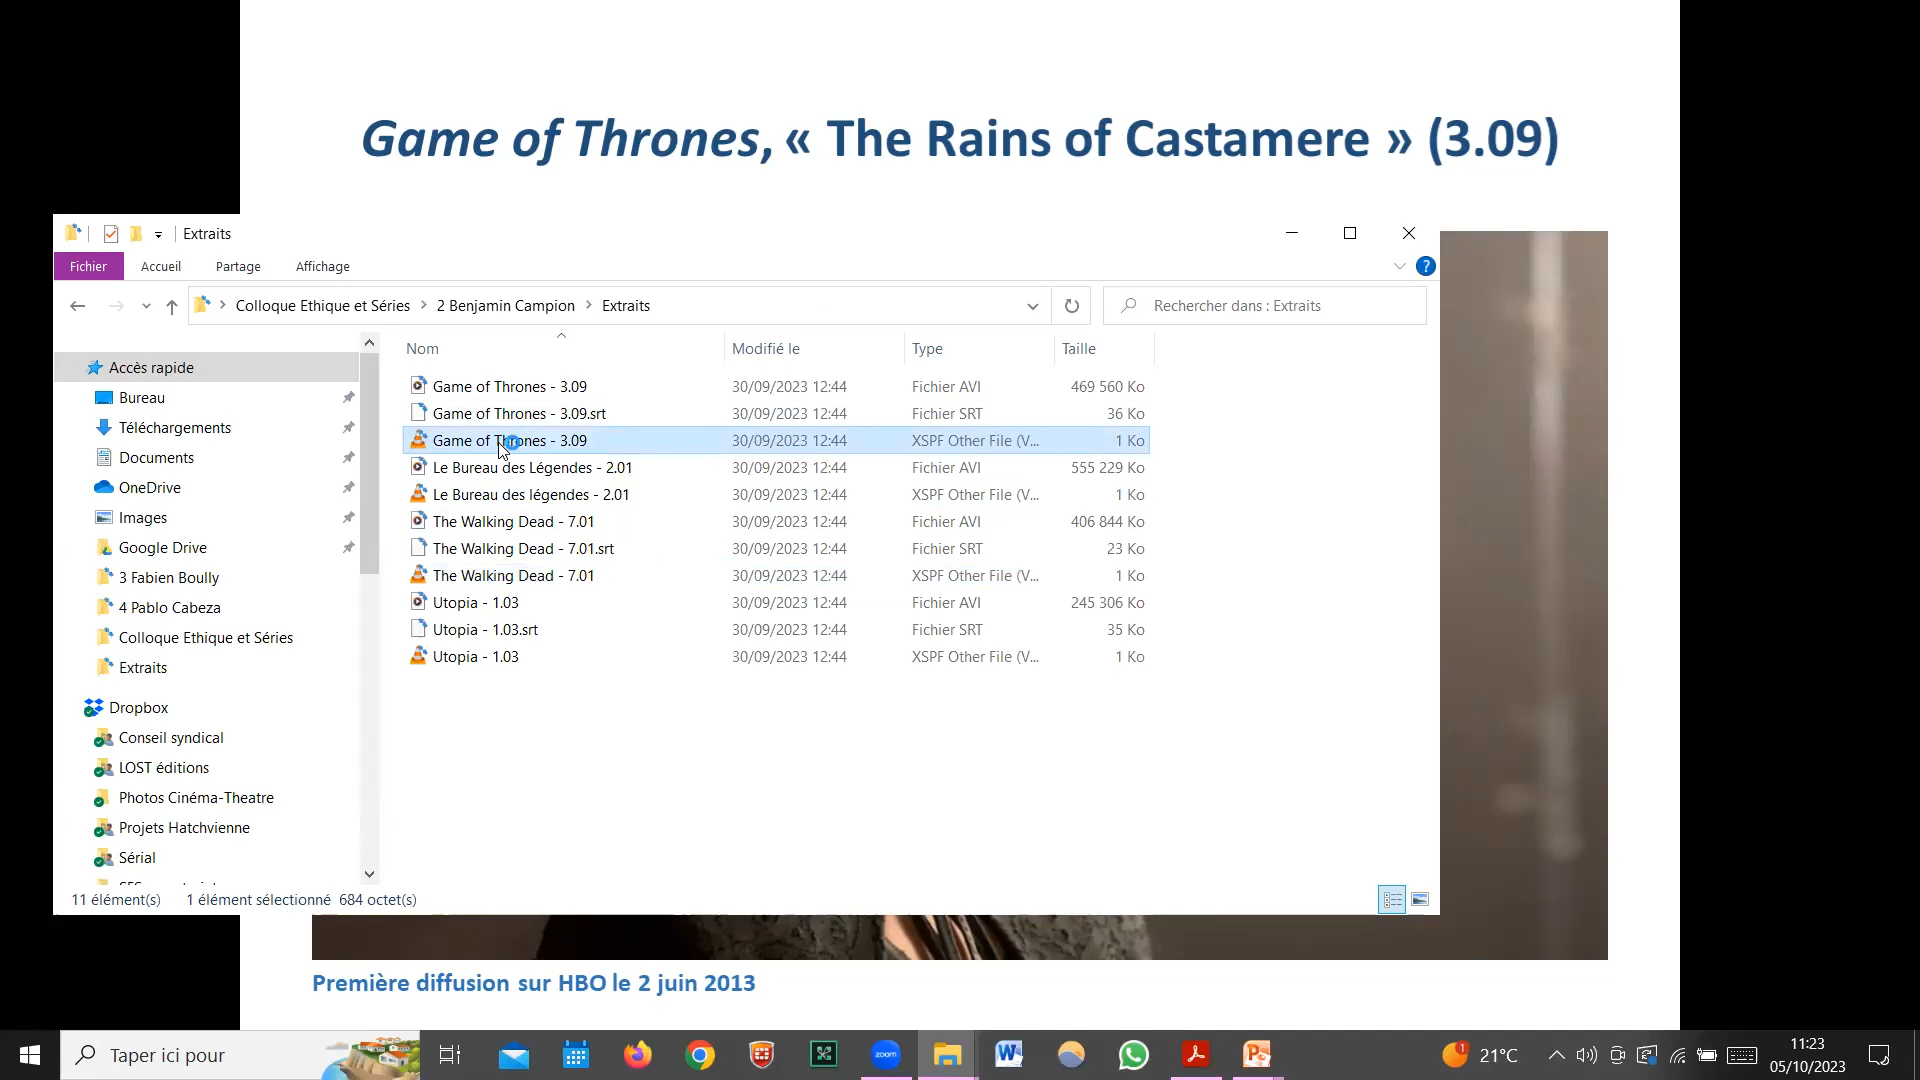 Game of Thrones, « The Rains of Castamere » (3.09)
Extraits
Fichier Accueil Partage Affichage
?
Colloque Ethique et Séries 2 Benjamin Campion Extraits
Rechercher dans : Extraits
Nom Modifié le Type Taille
Accès rapide
Bureau
Téléchargements
Documents
OneDrive
Images
Google Drive
3 Fabien Boully
4 Pablo Cabeza
Colloque Ethique et Séries
Extraits
Dropbox
Conseil syndical
LOST éditions
Photos Cinéma-Theatre
Projets Hatchvienne
Sérial
Game of Thrones - 3.09 30/09/2023 12:44 Fichier AVI 469 560 Ko
Game of Thrones - 3.09.srt 30/09/2023 12:44 Fichier SRT 36 Ko
Game of Thrones - 3.09 30/09/2023 12:44 XSPF Other File (V... 1 Ko
Le Bureau des Légendes - 2.01 30/09/2023 12:44 Fichier AVI 555 229 Ko
Le Bureau des légendes - 2.01 30/09/2023 12:44 XSPF Other File (V... 1 Ko
The Walking Dead - 7.01 30/09/2023 12:44 Fichier AVI 406 844 Ko
The Walking Dead - 7.01.srt 30/09/2023 12:44 Fichier SRT 23 Ko
The Walking Dead - 7.01 30/09/2023 12:44 XSPF Other File (V... 1 Ko
Utopia - 1.03 30/09/2023 12:44 Fichier AVI 245 306 Ko
Utopia - 1.03.srt 30/09/2023 12:44 Fichier SRT 35 Ko
Utopia - 1.03 30/09/2023 12:44 XSPF Other File (V... 1 Ko
11 élément(s) 1 élément sélectionné 684 octet(s)
Première diffusion sur HBO le 2 juin 2013
Taper ici pour
zoom
1
21°C
11:23
05/10/2023